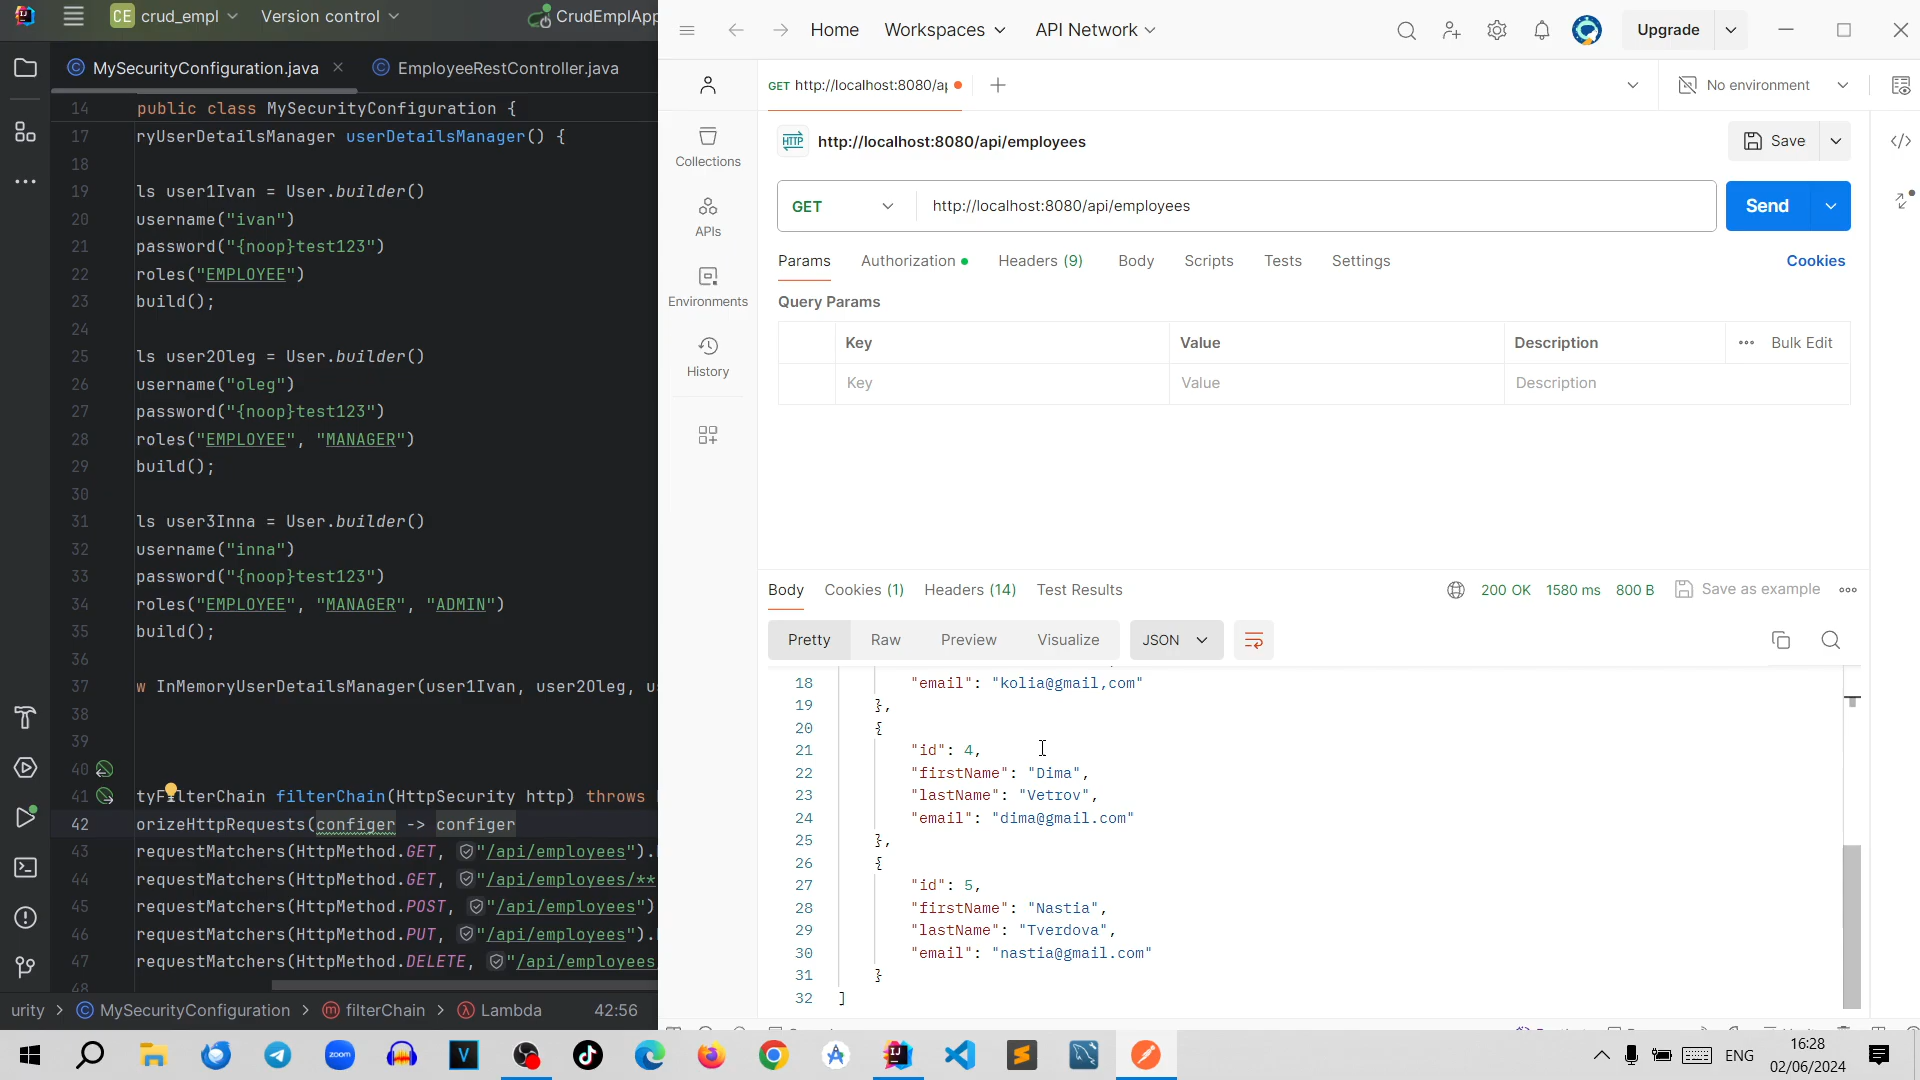 CE crud_empl Version control CrudEmplApp
MySecurityConfiguration.java EmployeeRestController.java
14 public class MySecurityConfiguration {
17 ryUserDetailsManager userDetailsManager() {
18
19 ls user1Ivan = User.builder()
20 username("ivan")
21 password("{noop}test123")
22 roles("EMPLOYEE")
23 build();
24
25 ls user2Oleg = User.builder()
26 username("oleg")
27 password("{noop}test123")
28 roles("EMPLOYEE", "MANAGER")
29 build();
30
31 ls user3Inna = User.builder()
32 username("inna")
33 password("{noop}test123")
34 roles("EMPLOYEE", "MANAGER", "ADMIN")
35 build();
36
37 w InMemoryUserDetailsManager(user1Ivan, user2Oleg, u
38
39
40
41 tyFilterChain filterChain(HttpSecurity http) throws
42 orizeHttpRequests(configer -> configer
43 requestMatchers(HttpMethod.GET, "/api/employees").
44 requestMatchers(HttpMethod.GET, "/api/employees/**
45 requestMatchers(HttpMethod.POST, "/api/employees")
46 requestMatchers(HttpMethod.PUT, "/api/employees").
47 requestMatchers(HttpMethod.DELETE, "/api/employees
48
urity > MySecurityConfiguration > filterChain > Lambda 42:56
Home Workspaces API Network Upgrade
GET http://localhost:8080/ap No environment
Collections
APIs
Environments
History
HTTP http://localhost:8080/api/employees Save
GET http://localhost:8080/api/employees Send
Params Authorization Headers (9) Body Scripts Tests Settings Cookies
Query Params
Key Value Description Bulk Edit
Key Value Description
Body Cookies (1) Headers (14) Test Results 200 OK 1580 ms 800 B Save as example
Pretty Raw Preview Visualize JSON
18 "email": "kolia@gmail,com"
19 },
20 {
21 "id": 4,
22 "firstName": "Dima",
23 "lastName": "Vetrov",
24 "email": "dima@gmail.com"
25 },
26 {
27 "id": 5,
28 "firstName": "Nastia",
29 "lastName": "Tverdova",
30 "email": "nastia@gmail.com"
31 }
32 ]
zoom ENG 16:28
02/06/2024